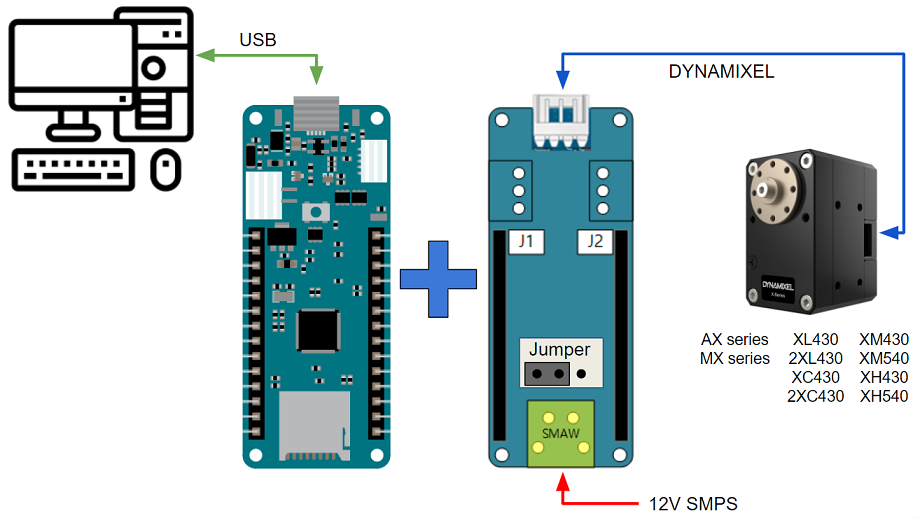 USB
DYNAMIXEL
J1
J2
DYNAMIXEL
X-Series
Jumper
AX series XL430 XM430
MX series 2XL430 XM540
XC430 XH430
2XC430 XH540
SMAW
12V SMPS